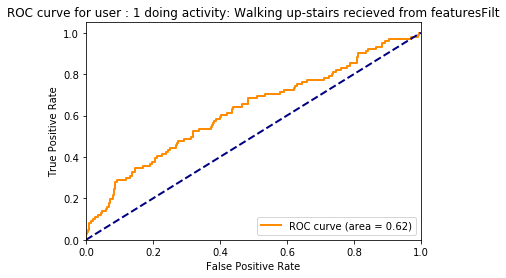 ROC curve for user : 1 doing activity: Walking up-stairs recieved from featuresFilt
1.0
0.8
0.6
0.4
0.2
0.0
True Positive Rate
ROC curve (area = 0.62)
0.0 0.2 0.4 0.6 0.8 1.0
False Positive Rate